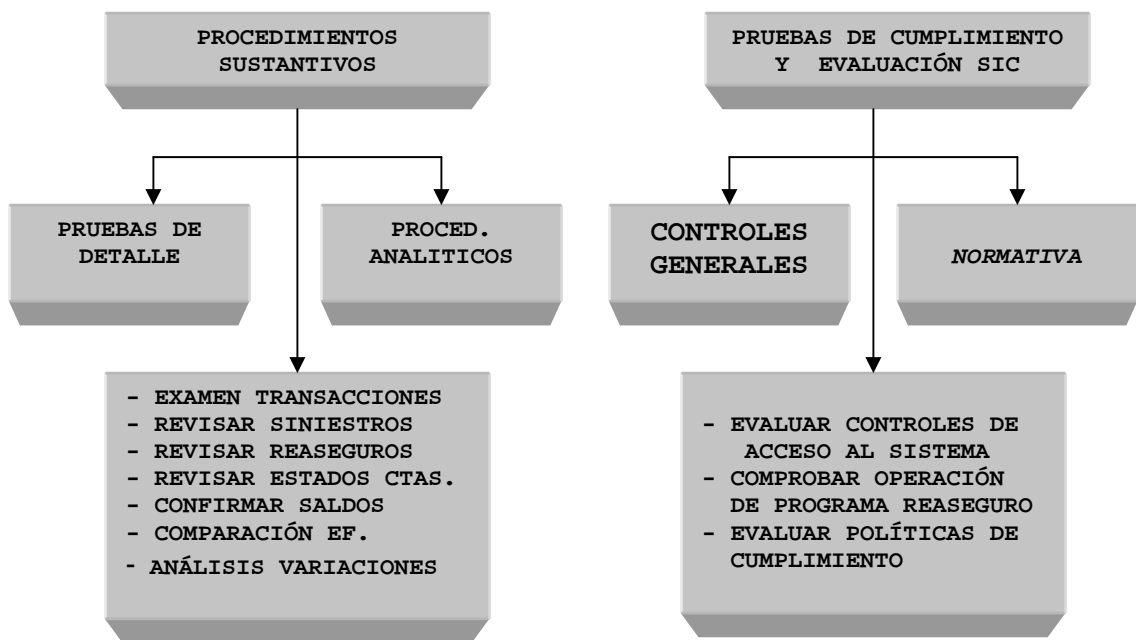 PROCEDIMIENTOS
SUSTANTIVOS
PRUEBAS DE CUMPLIMIENTO
Y EVALUACIÓN SIC
PRUEBAS DE
DETALLE
PROCED.
ANALITICOS
CONTROLES
GENERALES
NORMATIVA
- EXAMEN TRANSACCIONES
- REVISAR SINIESTROS
- REVISAR REASEGUROS
- REVISAR ESTADOS CTAS.
- CONFIRMAR SALDOS
- COMPARACIÓN EF.
- ANÁLISIS VARIACIONES
- EVALUAR CONTROLES DE
ACCESO AL SISTEMA
- COMPROBAR OPERACIÓN
DE PROGRAMA REASEGURO
- EVALUAR POLÍTICAS DE
CUMPLIMIENTO